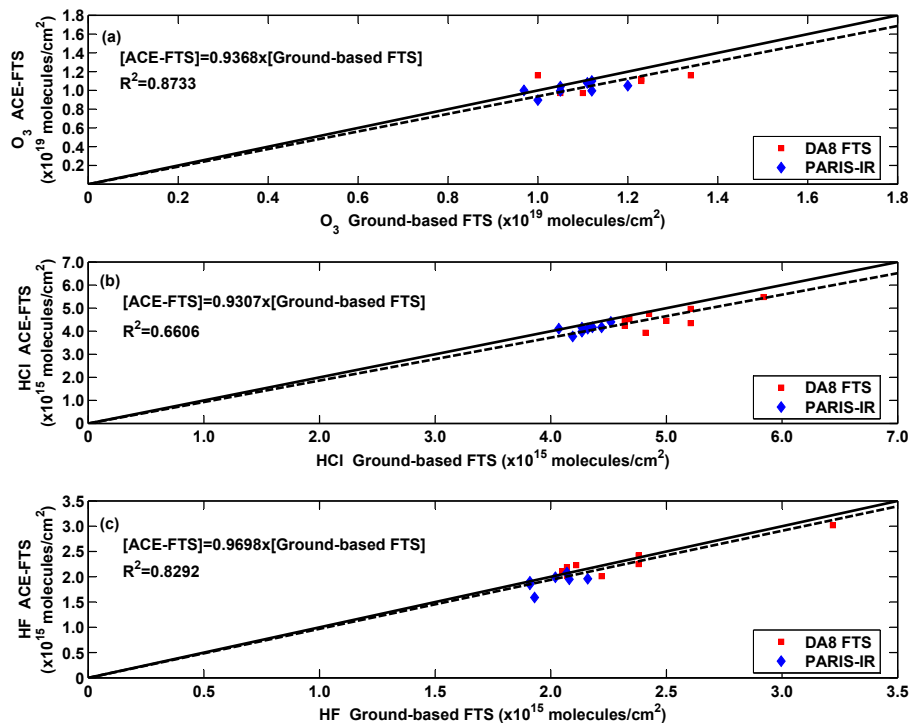 (a)
[ACE-FTS]=0.9368x[Ground-based FTS]
R²=0.8733
O₃ ACE-FTS
(x10¹⁹ molecules/cm²)
1.8
1.6
1.4
1.2
1.0
0.8
0.6
0.4
0.2
DA8 FTS
PARIS-IR
0 0.2 0.4 0.6 0.8 1.0 1.2 1.4 1.6 1.8
O₃ Ground-based FTS (x10¹⁹ molecules/cm²)
(b)
[ACE-FTS]=0.9307x[Ground-based FTS]
R²=0.6606
HCl ACE-FTS
(x10¹⁵ molecules/cm²)
7.0
6.0
5.0
4.0
3.0
2.0
1.0
0
DA8 FTS
PARIS-IR
0 1.0 2.0 3.0 4.0 5.0 6.0 7.0
HCl Ground-based FTS (x10¹⁵ molecules/cm²)
(c)
[ACE-FTS]=0.9698x[Ground-based FTS]
R²=0.8292
HF ACE-FTS
(x10¹⁵ molecules/cm²)
3.5
3.0
2.5
2.0
1.5
1.0
0.5
0
DA8 FTS
PARIS-IR
0 0.5 1.0 1.5 2.0 2.5 3.0 3.5
HF Ground-based FTS (x10¹⁵ molecules/cm²)